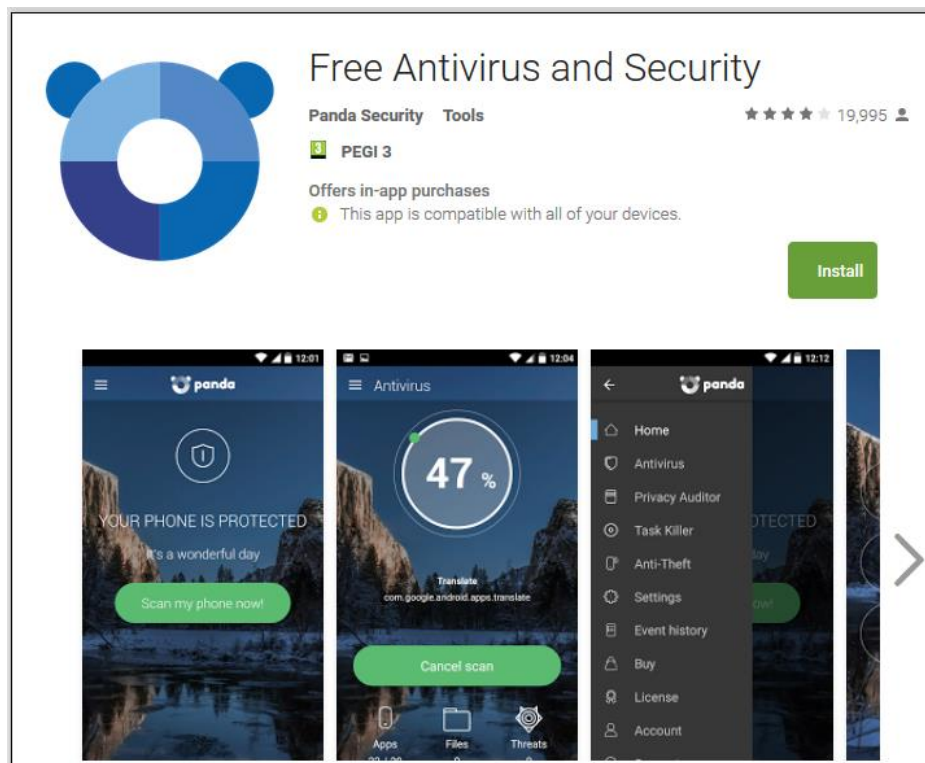 Free Antivirus and Security
Panda Security Tools 19,995
3 PEGI 3
Offers in-app purchases
This app is compatible with all of your devices.
Install
12:01
panda
YOUR PHONE IS PROTECTED
It's a wonderful day
Scan my phone now!
12:04
Antivirus
47 %
Translate
com.google.android.apps.translate
Cancel scan
Apps Files Threats
12:12
panda
Home
Antivirus
Privacy Auditor
Task Killer
Anti-Theft
Settings
Event history
Buy
License
Account